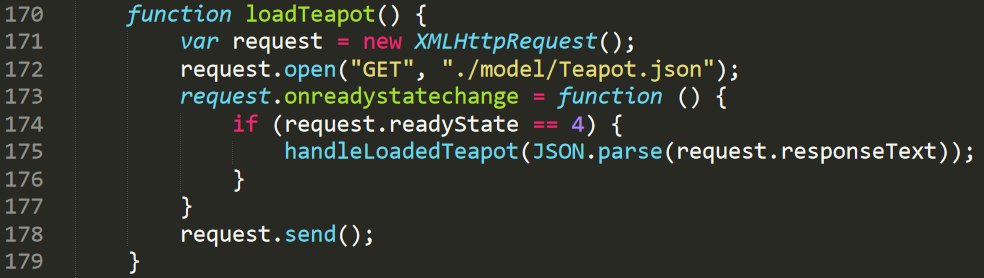 170 function loadTeapot() {
171 var request = new XMLHttpRequest();
172 request.open("GET", "./model/Teapot.json");
173 request.onreadystatechange = function () {
174 if (request.readyState == 4) {
175 handleLoadedTeapot(JSON.parse(request.responseText));
176 }
177 }
178 request.send();
179 }